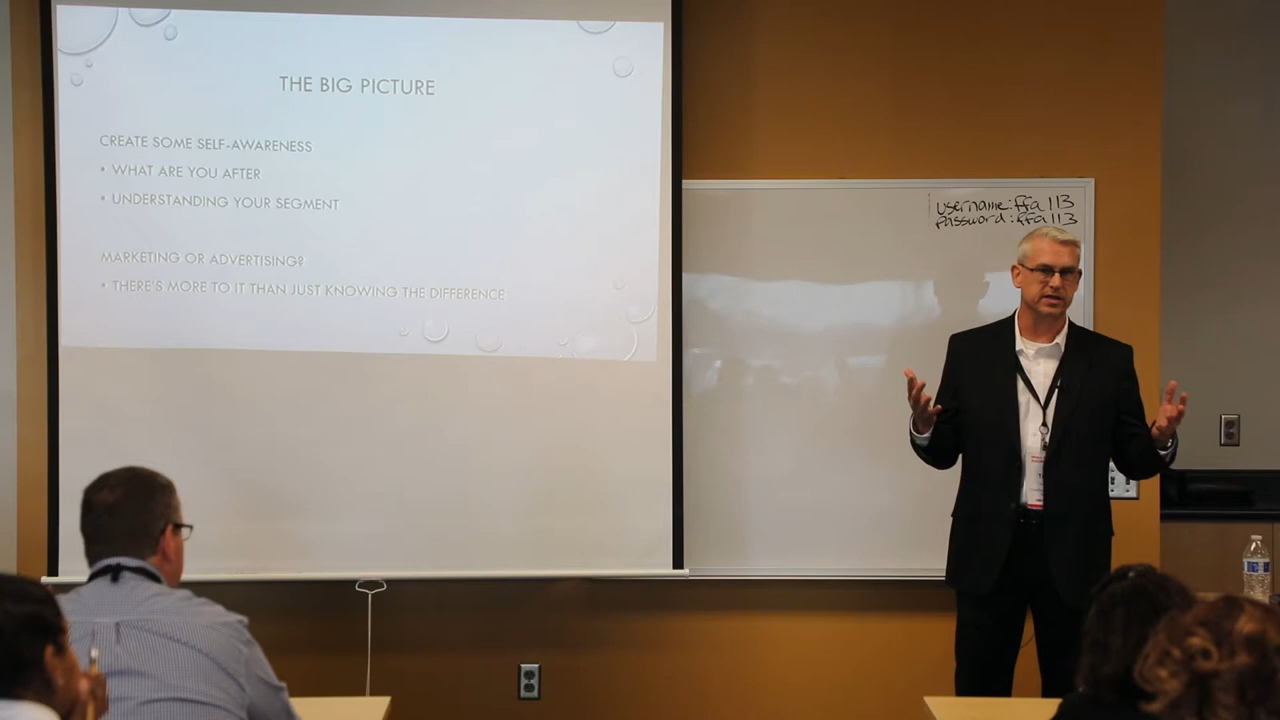 THE BIG PICTURE
CREATE SOME SELF-AWARENESS
• WHAT ARE YOU AFTER
• UNDERSTANDING YOUR SEGMENT
MARKETING OR ADVERTISING?
• THERE'S MORE TO IT THAN JUST KNOWING THE DIFFERENCE
username: ffa113
password: ffa113